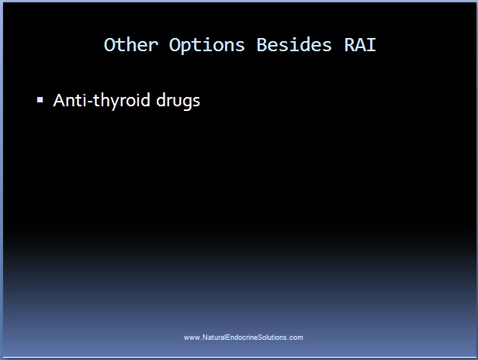 Other Options Besides RAI
▪ Anti-thyroid drugs
www.NaturalEndocrineSolutions.com